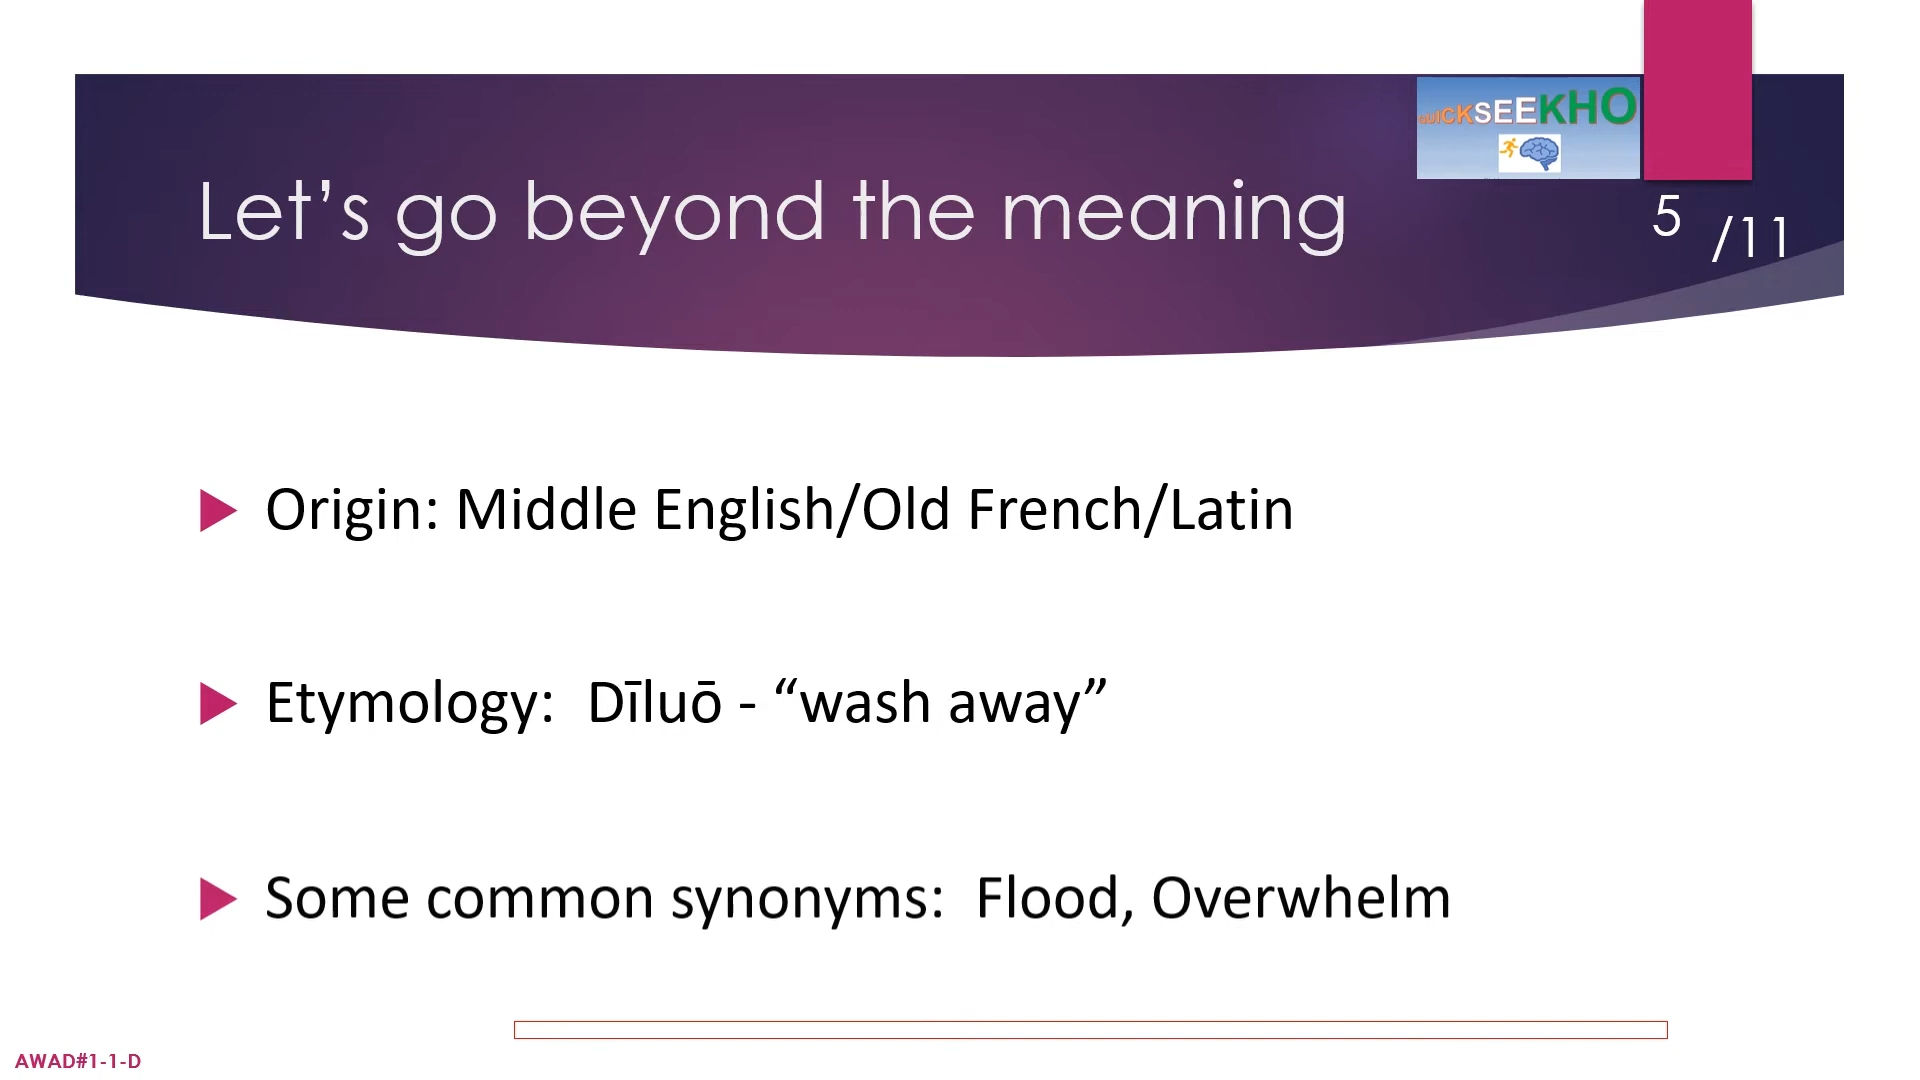 QUICKSEEKHO
Let’s go beyond the meaning
5 /11
Origin: Middle English/Old French/Latin
Etymology: Dīluō - “wash away”
Some common synonyms: Flood, Overwhelm
AWAD#1-1-D